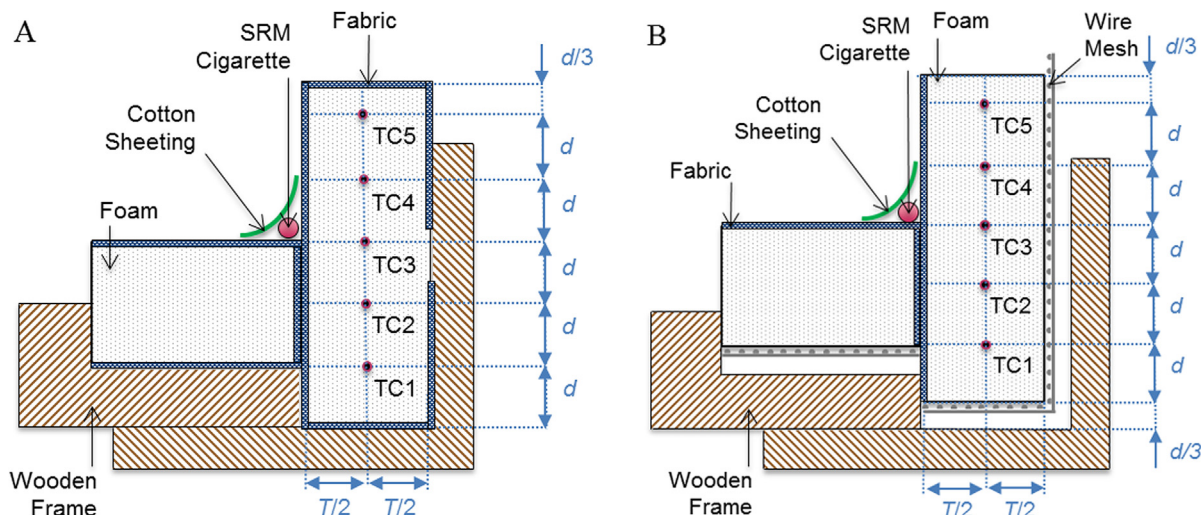 A
SRM
Cigarette
Fabric
Cotton
Sheeting
Foam
TC5
TC4
TC3
TC2
TC1
d/3
d
d
d
d
d
Wooden
Frame
T/2
T/2
B
SRM
Cigarette
Foam
Wire
Mesh
Cotton
Sheeting
Fabric
TC5
TC4
TC3
TC2
TC1
d/3
d
d
d
d
d
d/3
Wooden
Frame
T/2
T/2